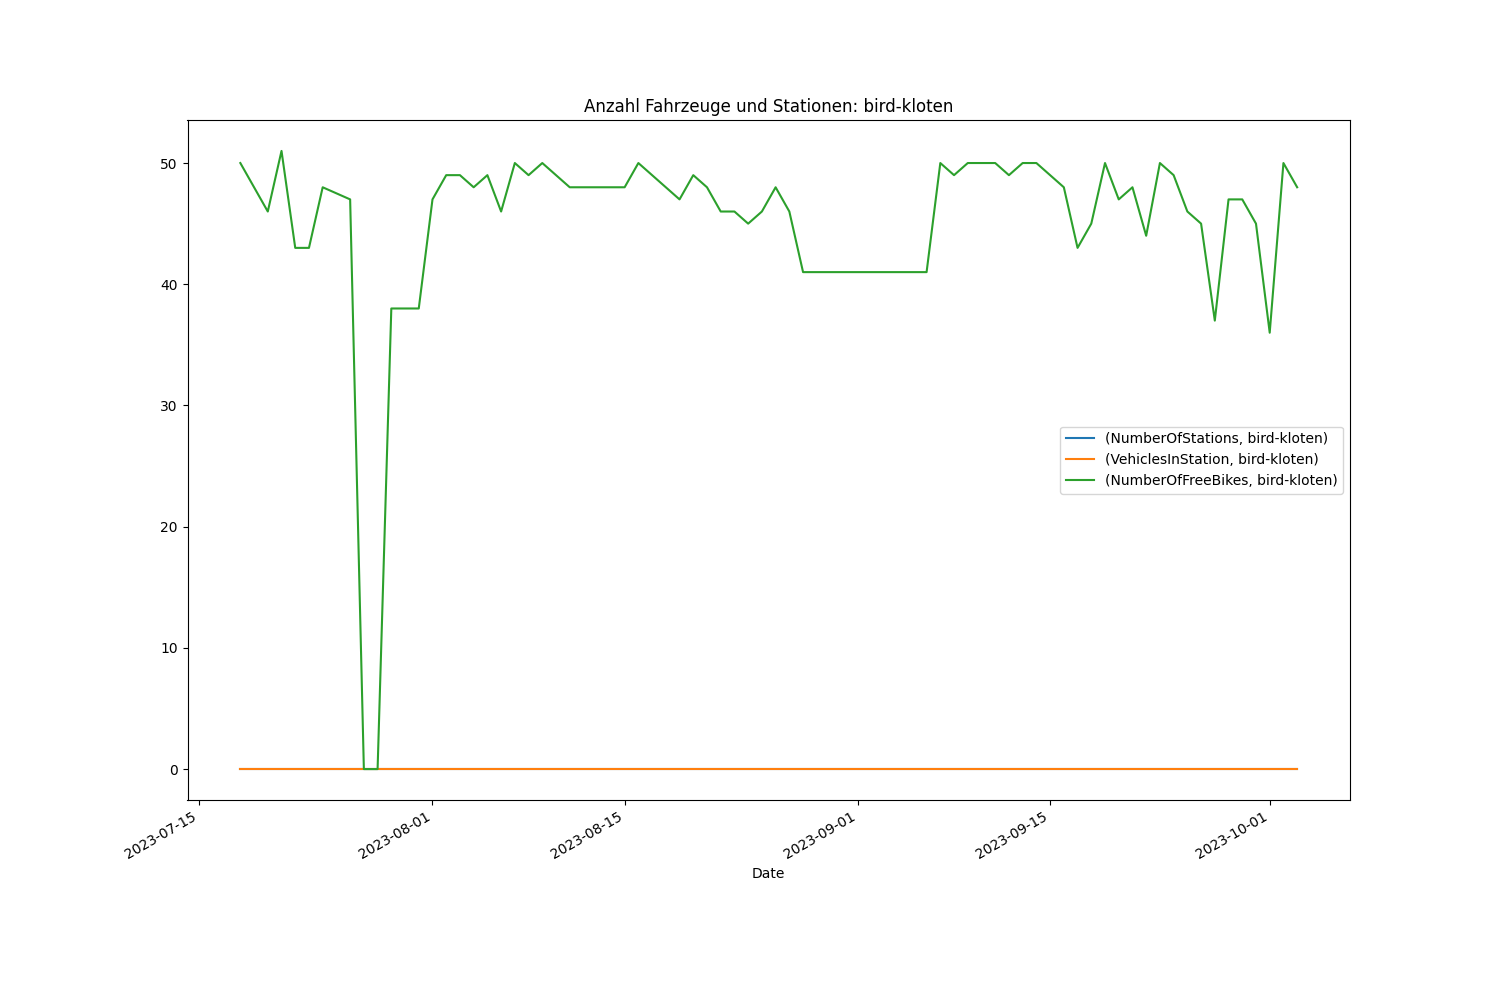 Anzahl Fahrzeuge und Stationen: bird-kloten
50
40
30
20
10
0
(NumberOfStations, bird-kloten)
(VehiclesInStation, bird-kloten)
(NumberOfFreeBikes, bird-kloten)
2023-07-15
2023-08-01
2023-08-15
2023-09-01
2023-09-15
2023-10-01
Date